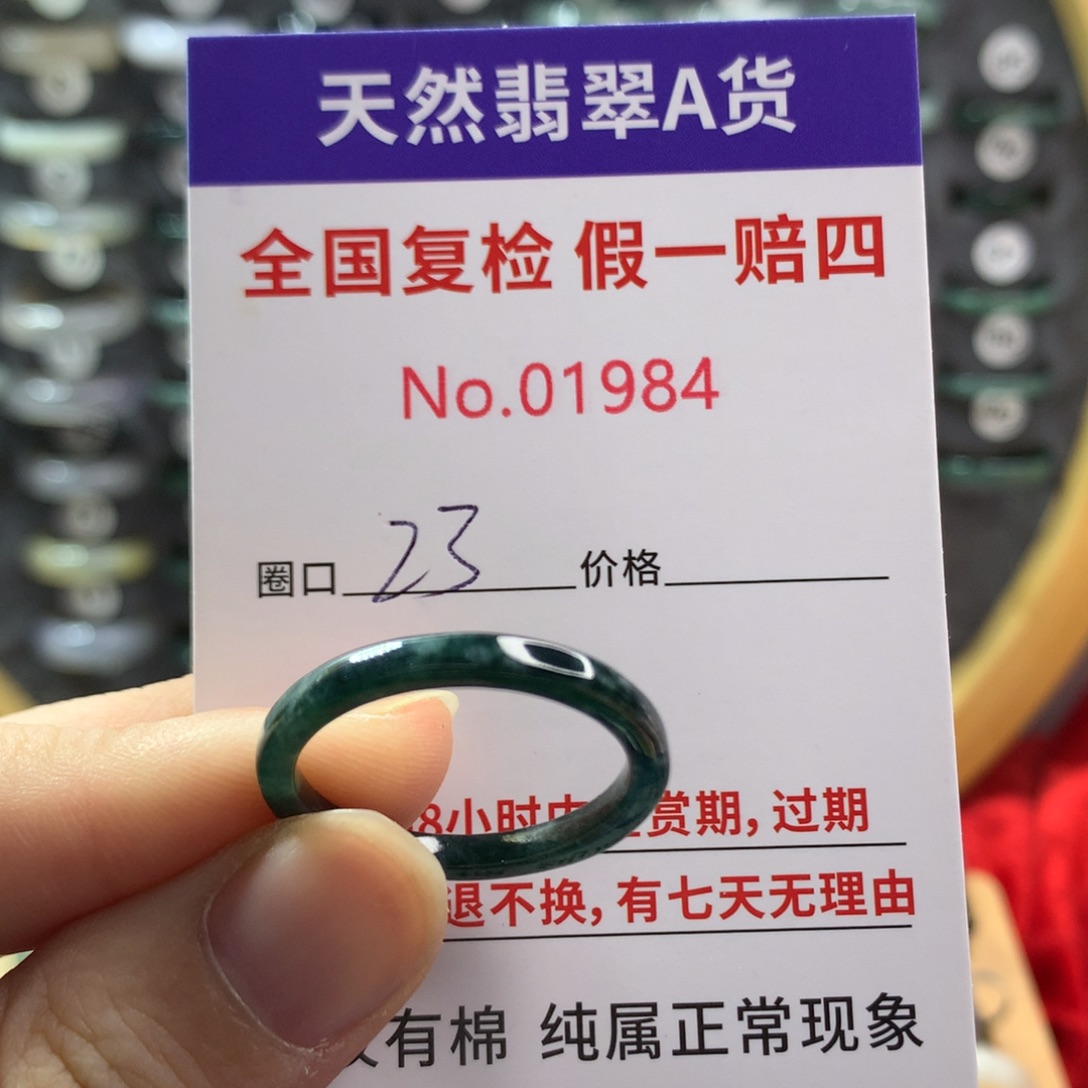 天然翡翠A货
全国复检 假一赔四
No.01984
圈口 23 价格
8小时内 赏期，过期
退不换，有七天无理由
有棉 纯属正常现象